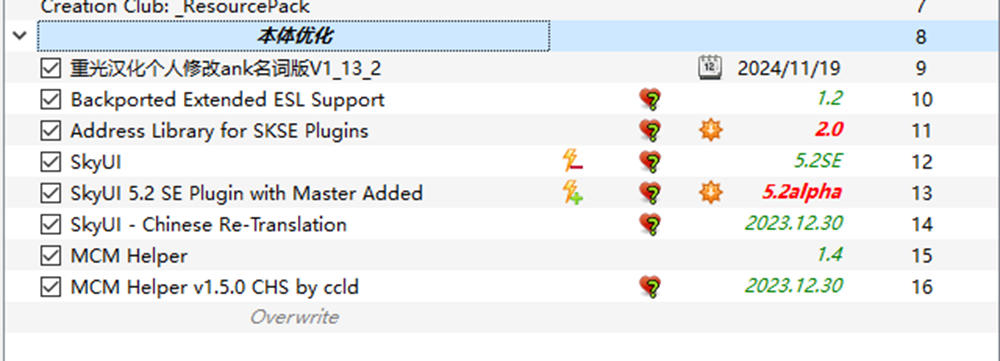 Creation Club: _ResourcePack 7
本体优化 8
重光汉化个人修改ank名词版V1_13_2 12 2024/11/19 9
Backported Extended ESL Support 1.2 10
Address Library for SKSE Plugins 2.0 11
SkyUI 5.2SE 12
SkyUI 5.2 SE Plugin with Master Added 5.2alpha 13
SkyUI - Chinese Re-Translation 2023.12.30 14
MCM Helper 1.4 15
MCM Helper v1.5.0 CHS by ccld 2023.12.30 16
Overwrite